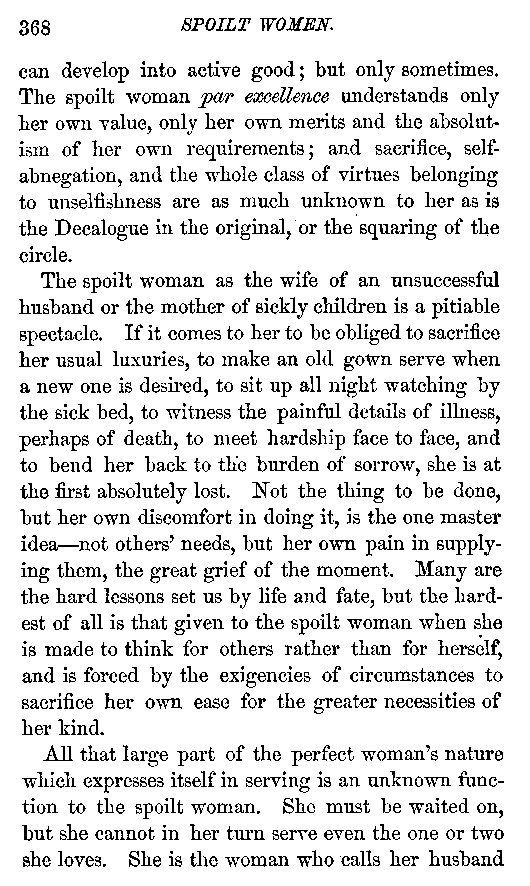 368 SPOILT WOMEN.
can develop into active good; but only sometimes.
The spoilt woman par excellence understands only
her own value, only her own merits and the absolut-
ism of her own requirements; and sacrifice, self-
abnegation, and the whole class of virtues belonging
to unselfishness are as much unknown to her as is
the Decalogue in the original, or the squaring of the
circle.
The spoilt woman as the wife of an unsuccessful
husband or the mother of sickly children is a pitiable
spectacle. If it comes to her to be obliged to sacrifice
her usual luxuries, to make an old gown serve when
a new one is desired, to sit up all night watching by
the sick bed, to witness the painful details of illness,
perhaps of death, to meet hardship face to face, and
to bend her back to the burden of sorrow, she is at
the first absolutely lost. Not the thing to be done,
but her own discomfort in doing it, is the one master
idea—not others' needs, but her own pain in supply-
ing them, the great grief of the moment. Many are
the hard lessons set us by life and fate, but the hard-
est of all is that given to the spoilt woman when she
is made to think for others rather than for herself,
and is forced by the exigencies of circumstances to
sacrifice her own ease for the greater necessities of
her kind.
All that large part of the perfect woman's nature
which expresses itself in serving is an unknown func-
tion to the spoilt woman. She must be waited on,
but she cannot in her turn serve even the one or two
she loves. She is the woman who calls her husband